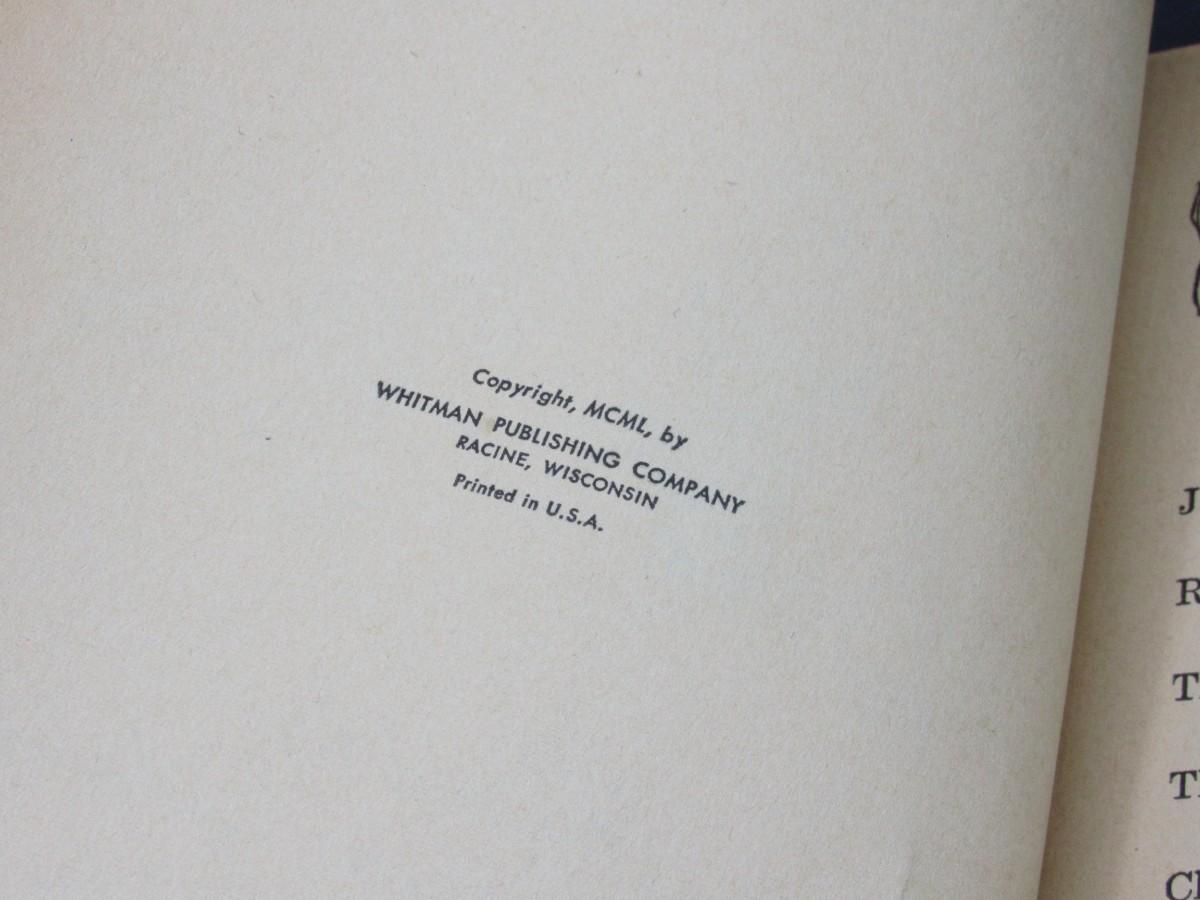 Copyright, MCML, by
WHITMAN PUBLISHING COMPANY
RACINE, WISCONSIN
Printed in U.S.A.